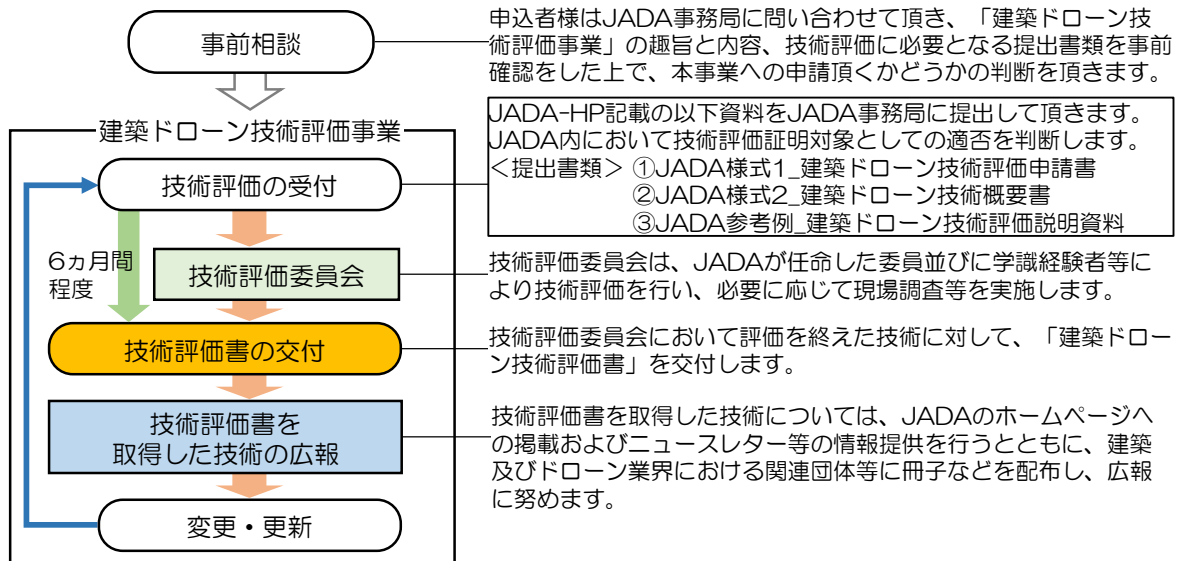 事前相談
申込者様はJADA事務局に問い合わせて頂き、「建築ドローン技
術評価事業」の趣旨と内容、技術評価に必要となる提出書類を事前
確認をした上で、本事業への申請頂くかどうかの判断を頂きます。
建築ドローン技術評価事業
技術評価の受付
JADA-HP記載の以下資料をJADA事務局に提出して頂きます。
JADA内において技術評価証明対象としての適否を判断します。
＜提出書類＞ ①JADA様式1_建築ドローン技術評価申請書
②JADA様式2_建築ドローン技術概要書
③JADA参考例_建築ドローン技術評価説明資料
6ヵ月間
程度
技術評価委員会
技術評価委員会は、JADAが任命した委員並びに学識経験者等に
より技術評価を行い、必要に応じて現場調査等を実施します。
技術評価書の交付
技術評価委員会において評価を終えた技術に対して、「建築ドロー
ン技術評価書」を交付します。
技術評価書を
取得した技術の広報
技術評価書を取得した技術については、JADAのホームページへ
の掲載およびニュースレター等の情報提供を行うとともに、建築
及びドローン業界における関連団体等に冊子などを配布し、広報
に努めます。
変更・更新